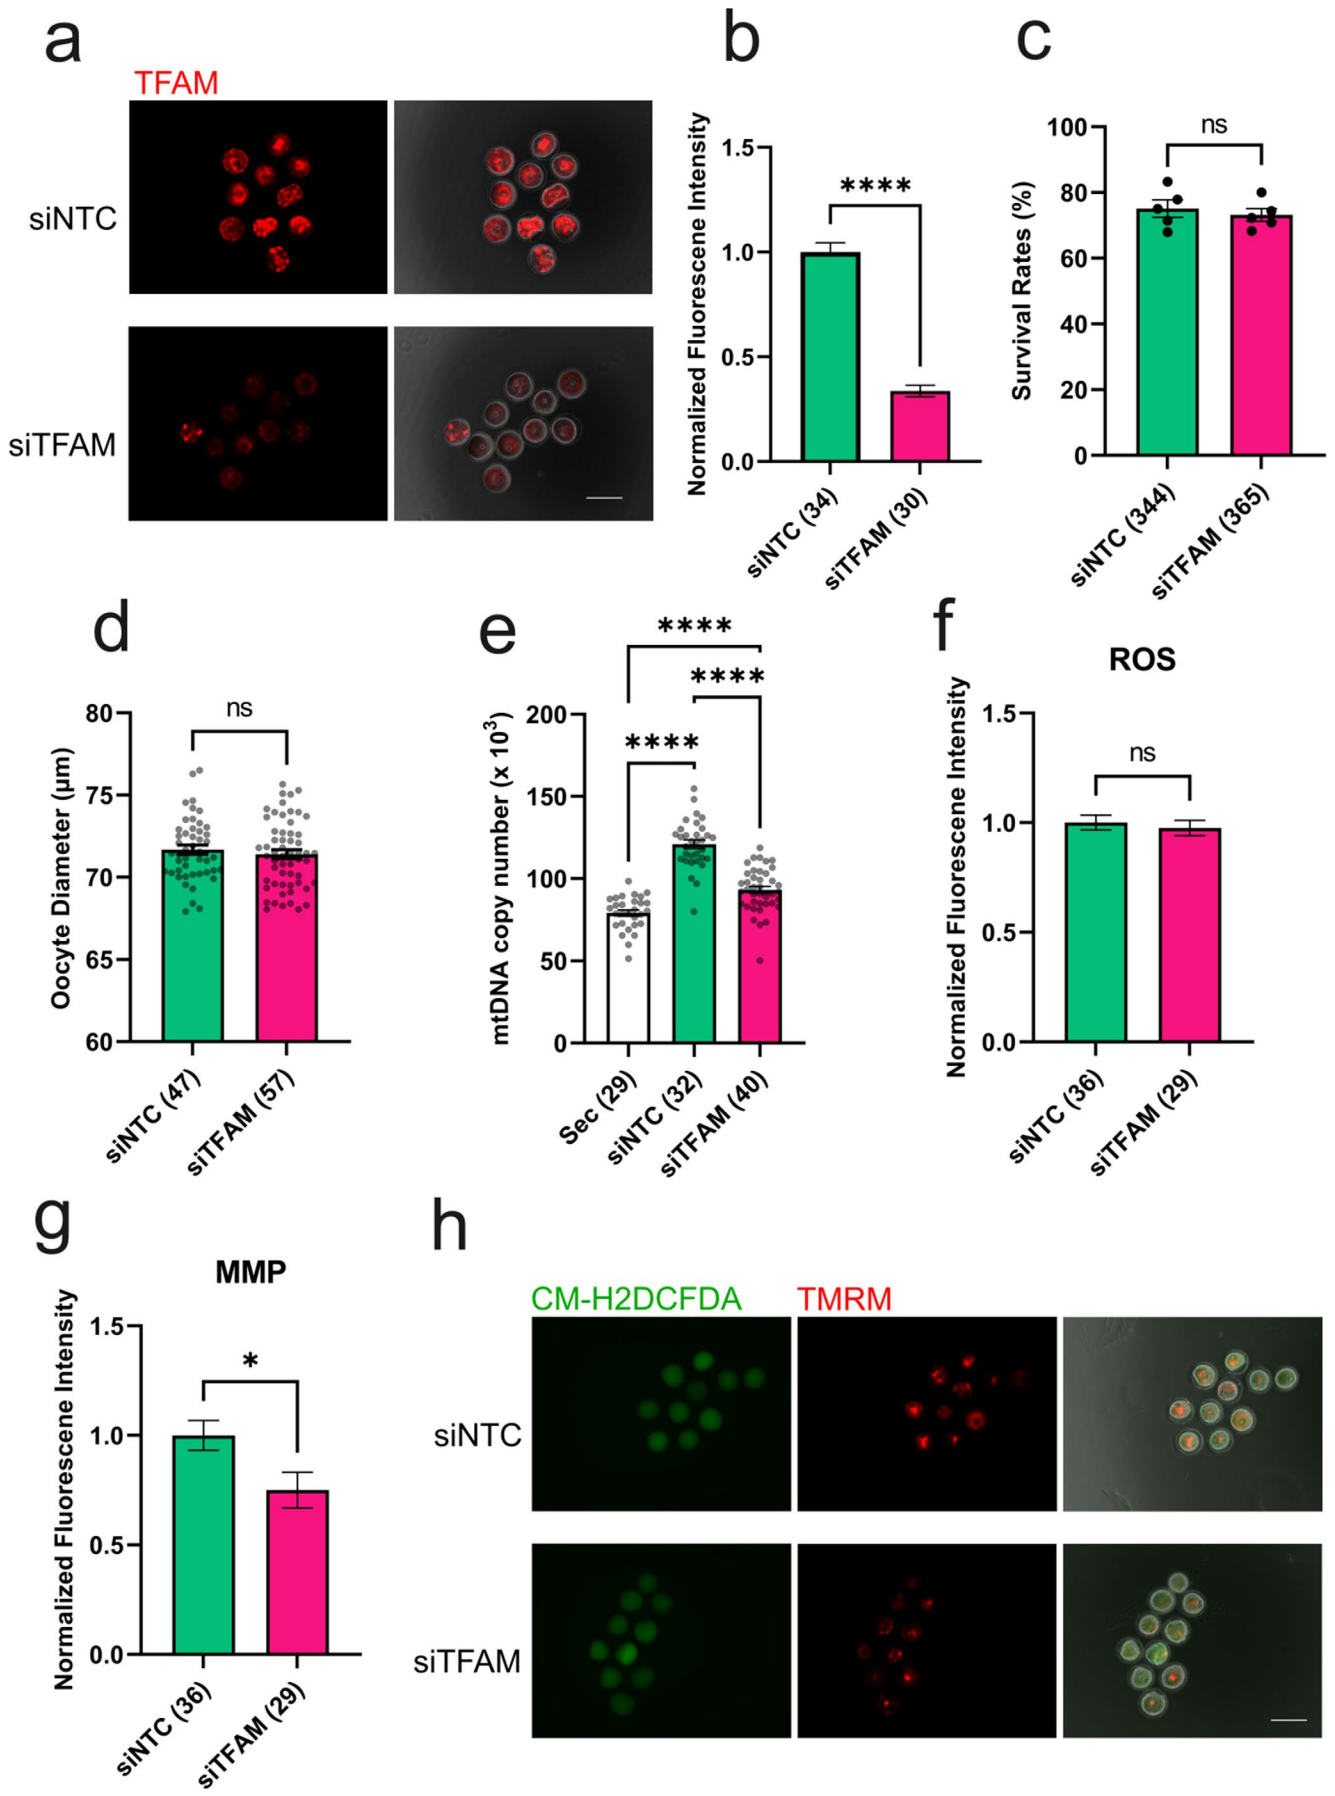 a
TFAM
siNTC
siTFAM
b
Normalized Fluorescene Intensity
1.5
1.0
0.5
0.0
****
siNTC (34)
siTFAM (30)
c
Survival Rates (%)
100
80
60
40
20
0
ns
siNTC (344)
siTFAM (365)
d
Oocyte Diameter (μm)
80
75
70
65
60
ns
siNTC (47)
siTFAM (57)
e
mtDNA copy number (x 10³)
200
150
100
50
0
****
****
****
Sec (29)
siNTC (32)
siTFAM (40)
f
ROS
Normalized Fluorescene Intensity
1.5
1.0
0.5
0.0
ns
siNTC (36)
siTFAM (29)
g
MMP
Normalized Fluorescene Intensity
1.5
1.0
0.5
0.0
*
siNTC (36)
siTFAM (29)
h
CM-H2DCFDA
TMRM
siNTC
siTFAM